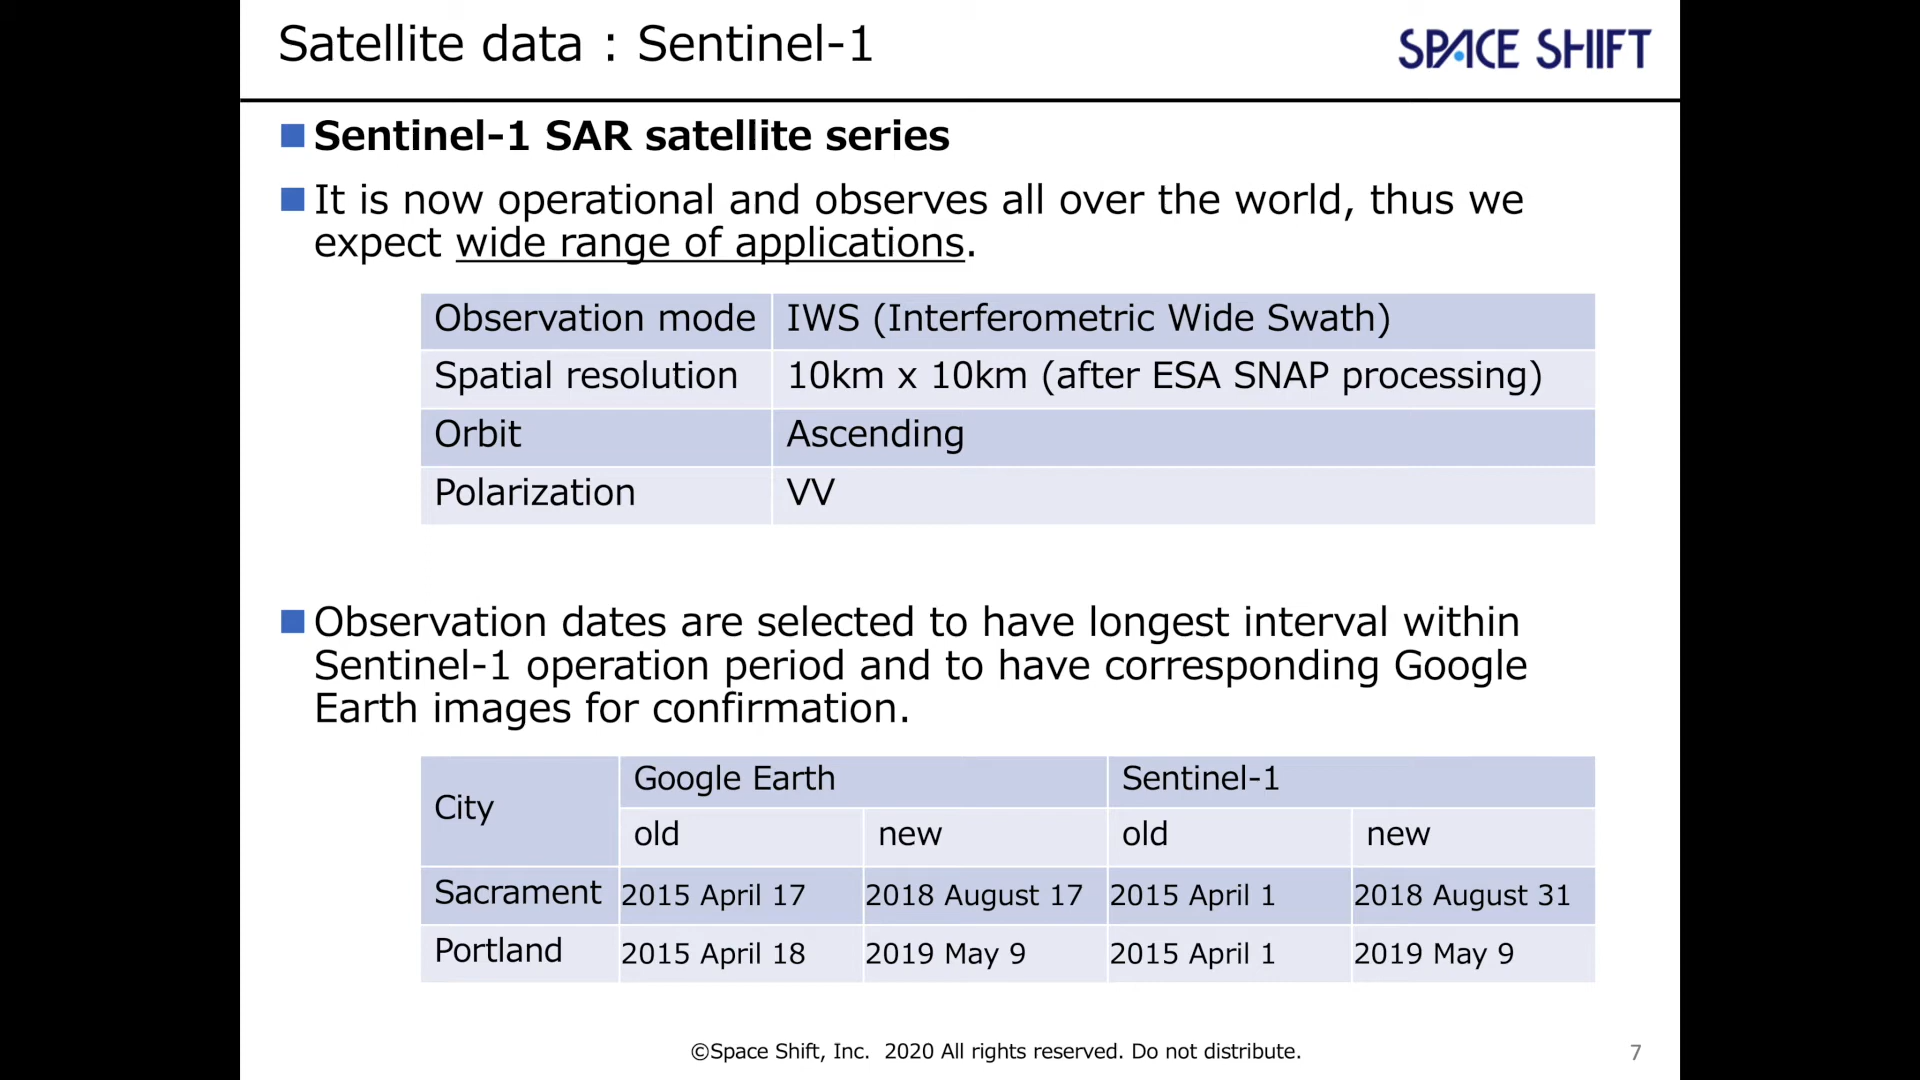 Satellite data : Sentinel-1
SPACE SHIFT
Sentinel-1 SAR satellite series
It is now operational and observes all over the world, thus we
expect wide range of applications.
Observation mode IWS (Interferometric Wide Swath)
Spatial resolution 10km x 10km (after ESA SNAP processing)
Orbit Ascending
Polarization VV
Observation dates are selected to have longest interval within
Sentinel-1 operation period and to have corresponding Google
Earth images for confirmation.
City Google Earth Sentinel-1
old new old new
Sacrament 2015 April 17 2018 August 17 2015 April 1 2018 August 31
Portland 2015 April 18 2019 May 9 2015 April 1 2019 May 9
©Space Shift, Inc. 2020 All rights reserved. Do not distribute.
7